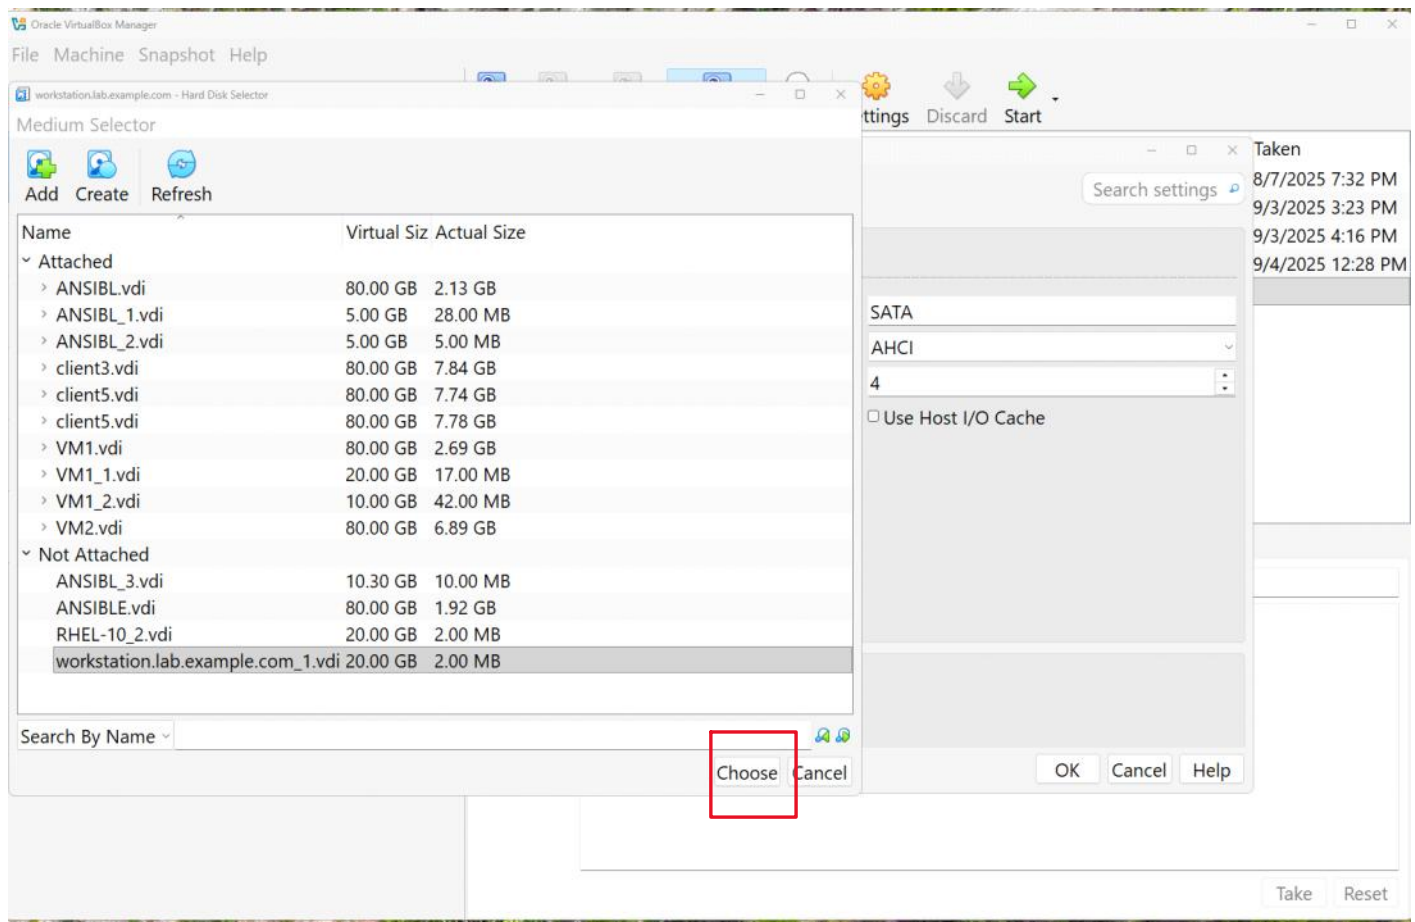 Oracle VirtualBox Manager
File Machine Snapshot Help
workstation.lab.example.com - Hard Disk Selector
Medium Selector
Add Create Refresh
ttings Discard Start
Name Virtual Siz Actual Size
Attached
ANSIBL.vdi 80.00 GB 2.13 GB
ANSIBL_1.vdi 5.00 GB 28.00 MB
ANSIBL_2.vdi 5.00 GB 5.00 MB
client3.vdi 80.00 GB 7.84 GB
client5.vdi 80.00 GB 7.74 GB
client5.vdi 80.00 GB 7.78 GB
VM1.vdi 80.00 GB 2.69 GB
VM1_1.vdi 20.00 GB 17.00 MB
VM1_2.vdi 10.00 GB 42.00 MB
VM2.vdi 80.00 GB 6.89 GB
Not Attached
ANSIBL_3.vdi 10.30 GB 10.00 MB
ANSIBLE.vdi 80.00 GB 1.92 GB
RHEL-10_2.vdi 20.00 GB 2.00 MB
workstation.lab.example.com_1.vdi 20.00 GB 2.00 MB
Search By Name
Choose Cancel
Search settings
SATA
AHCI
4
Use Host I/O Cache
OK Cancel Help
Taken
8/7/2025 7:32 PM
9/3/2025 3:23 PM
9/3/2025 4:16 PM
9/4/2025 12:28 PM
Take Reset